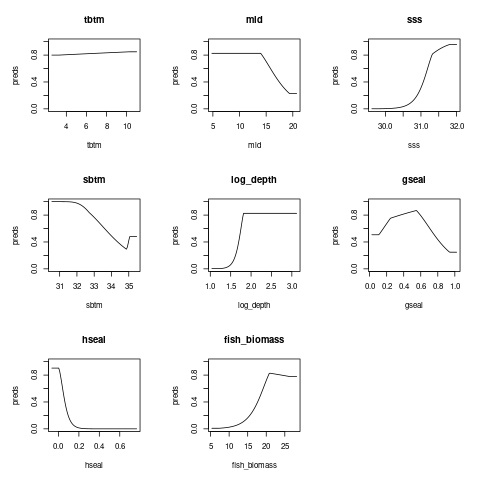 tbtm
mld
sss
preds
0.0
0.4
0.8
4
6
8
10
tbtm
preds
0.0
0.4
0.8
5
10
15
20
mld
preds
0.0
0.4
0.8
30.0
31.0
32.0
sss
sbtm
log_depth
gseal
preds
0.0
0.4
0.8
31
32
33
34
35
sbtm
preds
0.0
0.4
0.8
1.0
1.5
2.0
2.5
3.0
log_depth
preds
0.0
0.4
0.8
0.0
0.2
0.4
0.6
0.8
1.0
gseal
hseal
fish_biomass
preds
0.0
0.4
0.8
0.0
0.2
0.4
0.6
hseal
preds
0.0
0.4
0.8
5
10
15
20
25
fish_biomass